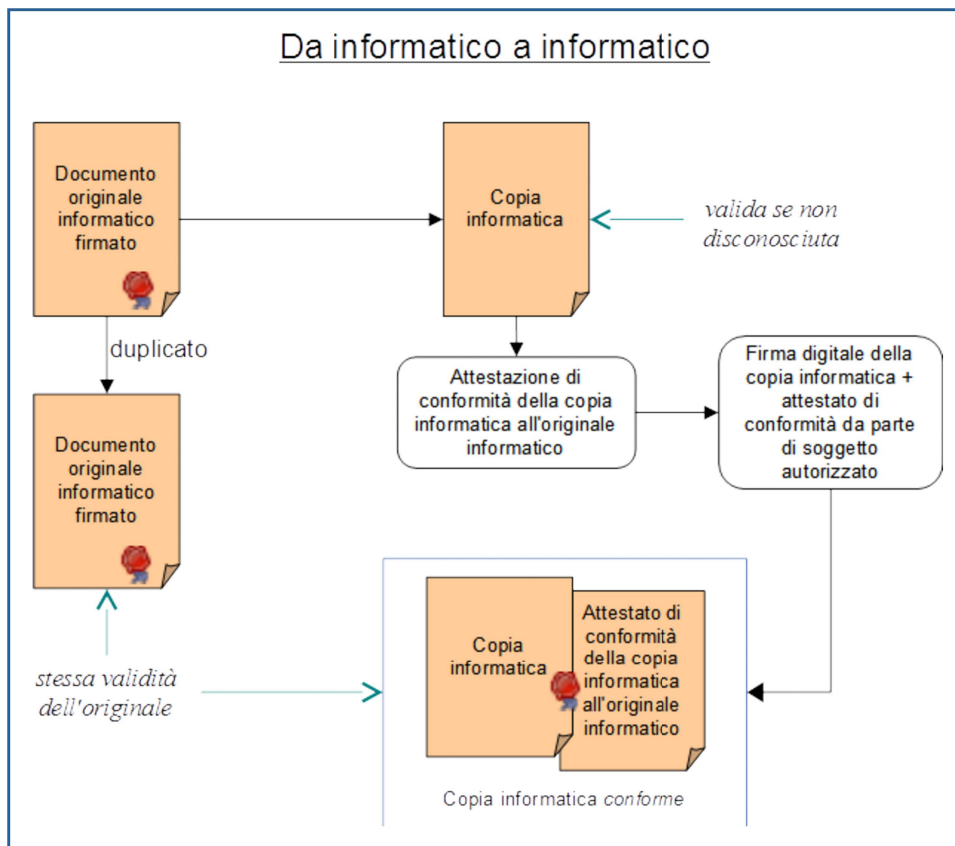 Da informatico a informatico
Documento
originale
informatico
firmato
Copia
informatica
valida se non
disconosciuta
duplicato
Attestazione di
conformità della copia
informatica all'originale
informatico
Firma digitale della
copia informatica +
attestato di
conformità da parte
di soggetto
autorizzato
Documento
originale
informatico
firmato
stessa validità
dell'originale
Copia
informatica
Attestato di
conformità
della copia
informatica
all'originale
informatico
Copia informatica conforme